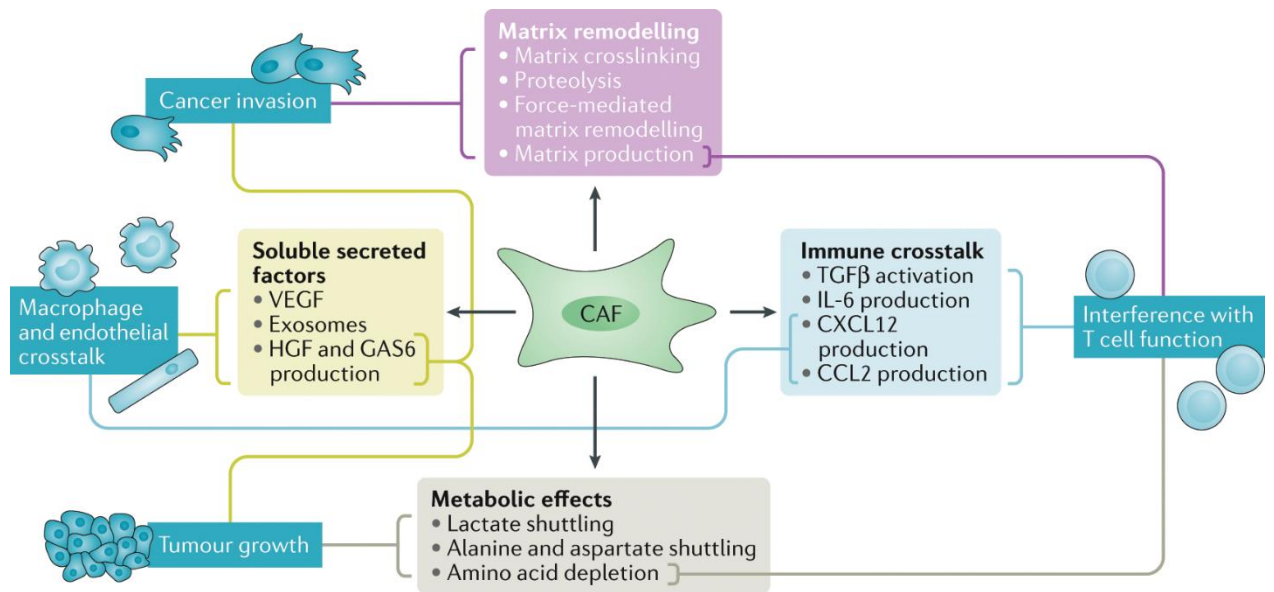 Matrix remodelling
• Matrix crosslinking
• Proteolysis
• Force-mediated
matrix remodelling
• Matrix production
Cancer invasion
Soluble secreted
factors
• VEGF
• Exosomes
• HGF and GAS6
production
Macrophage
and endothelial
crosstalk
CAF
Immune crosstalk
• TGFβ activation
• IL-6 production
• CXCL12
production
• CCL2 production
Interference with
T cell function
Metabolic effects
• Lactate shuttling
• Alanine and aspartate shuttling
• Amino acid depletion
Tumour growth